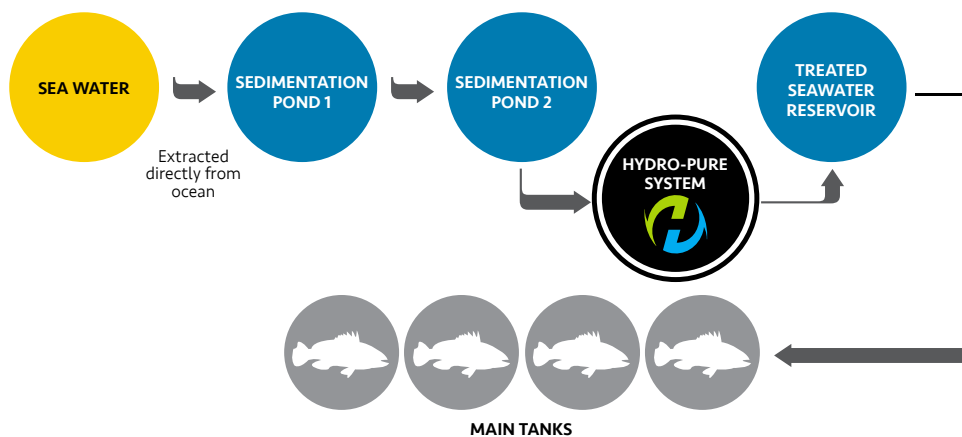 SEA WATER
Extracted
directly from
ocean
SEDIMENTATION
POND 1
SEDIMENTATION
POND 2
HYDRO-PURE
SYSTEM
TREATED
SEAWATER
RESERVOIR
MAIN TANKS